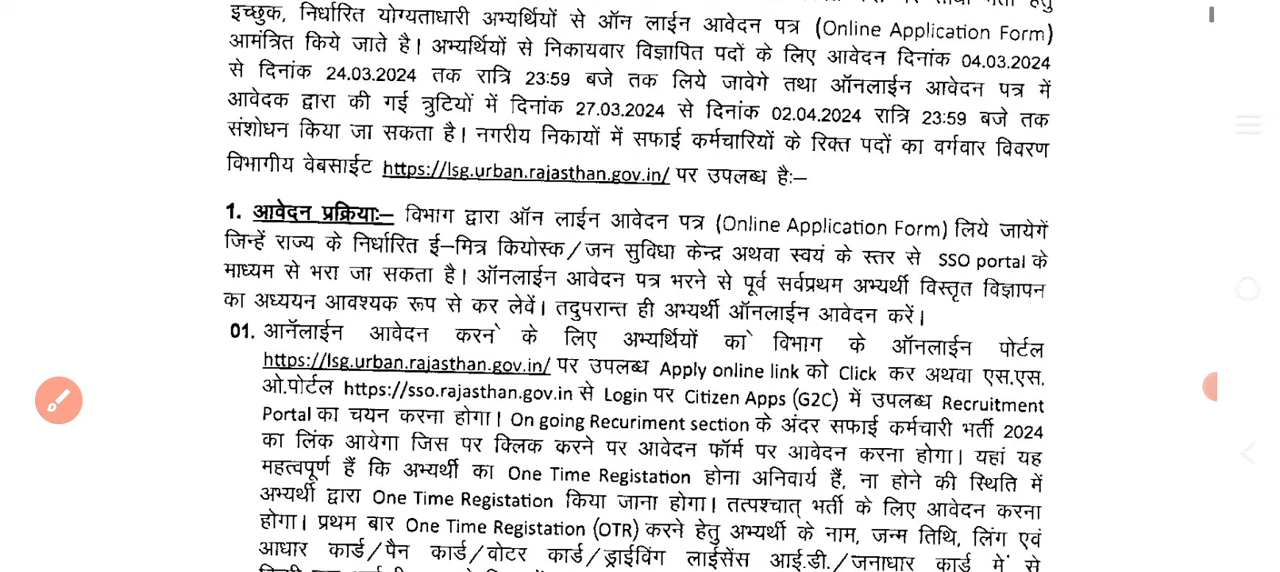 इच्छुक, निर्धारित योग्यताधारी अभ्यर्थियों से ऑन लाईन आवेदन पत्र (Online Application Form)
आमंत्रित किये जाते है। अभ्यर्थियों से निकायवार विज्ञापित पदों के लिए आवेदन दिनांक 04.03.2024
से दिनांक 24.03.2024 तक रात्रि 23:59 बजे तक लिये जावेगे तथा ऑनलाईन आवेदन पत्र में
आवेदक द्वारा की गई त्रुटियों में दिनांक 27.03.2024 से दिनांक 02.04.2024 रात्रि 23:59 बजे तक
संशोधन किया जा सकता है। नगरीय निकायों में सफाई कर्मचारियों के रिक्त पदों का वर्गवार विवरण
विभागीय वेबसाईट https://lsg.urban.rajasthan.gov.in/ पर उपलब्ध है:–
1. आवेदन प्रक्रियाः– विभाग द्वारा ऑन लाईन आवेदन पत्र (Online Application Form) लिये जायेगें
जिन्हें राज्य के निर्धारित ई–मित्र कियोस्क/जन सुविधा केन्द्र अथवा स्वयं के स्तर से SSO portal के
माध्यम से भरा जा सकता है। ऑनलाईन आवेदन पत्र भरने से पूर्व सर्वप्रथम अभ्यर्थी विस्तृत विज्ञापन
का अध्ययन आवश्यक रूप से कर लेवें। तदुपरान्त ही अभ्यर्थी ऑनलाईन आवेदन करें।
01. आनॅलाईन आवेदन करने के लिए अभ्यर्थियों को विभाग के ऑनलाईन पोर्टल
https://lsg.urban.rajasthan.gov.in/ पर उपलब्ध Apply online link को Click कर अथवा एस.एस.
ओ.पोर्टल https://sso.rajasthan.gov.in से Login पर Citizen Apps (G2C) में उपलब्ध Recruitment
Portal का चयन करना होगा। On going Recuriment section के अंदर सफाई कर्मचारी भर्ती 2024
का लिंक आयेगा जिस पर क्लिक करने पर आवेदन फॉर्म पर आवेदन करना होगा। यहां यह
महत्वपूर्ण हैं कि अभ्यर्थी का One Time Registation होना अनिवार्य हैं, ना होने की स्थिति में
अभ्यर्थी द्वारा One Time Registation किया जाना होगा। तत्पश्चात् भर्ती के लिए आवेदन करना
होगा। प्रथम बार One Time Registation (OTR) करने हेतु अभ्यर्थी के नाम, जन्म तिथि, लिंग एवं
आधार कार्ड/पैन कार्ड/वोटर कार्ड/ड्राईविंग लाईसेंस आई.डी./जनाधार कार्ड में से